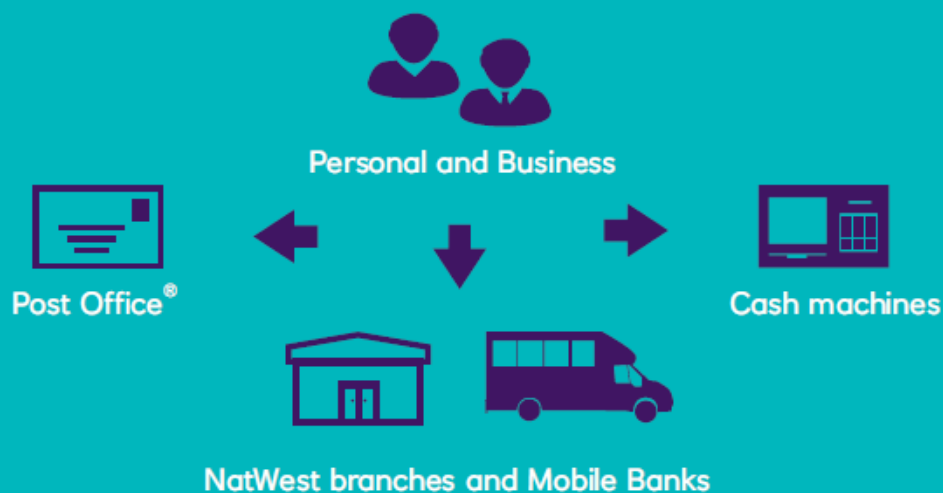 Personal and Business
Post Office®
Cash machines
NatWest branches and Mobile Banks